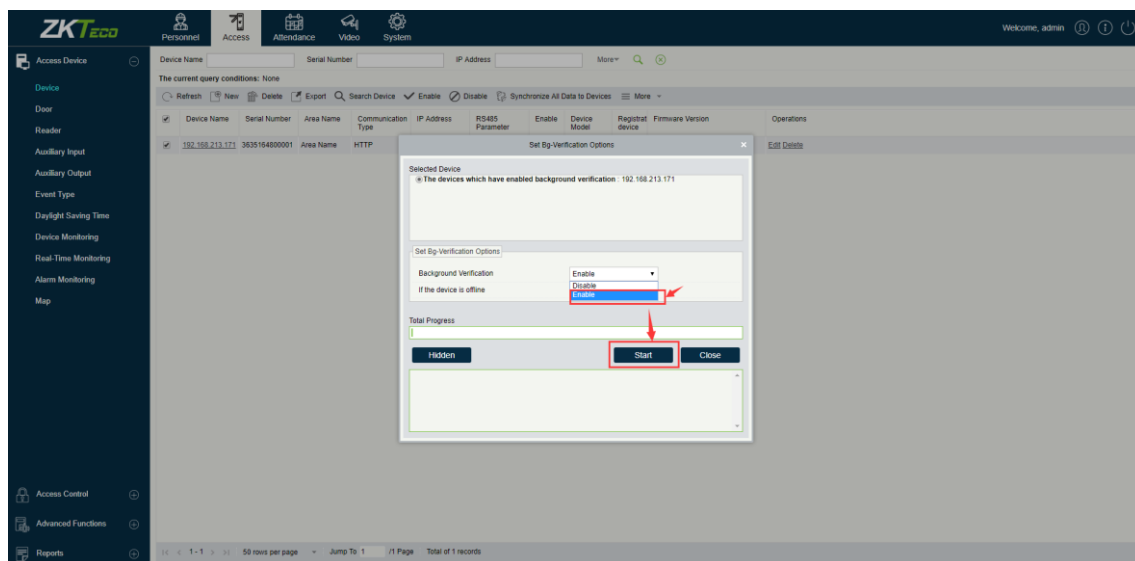 ZKTECO
Personnel
Access
Attendance
Video
System
Welcome, admin
Access Device
Device
Door
Reader
Auxiliary Input
Auxiliary Output
Event Type
Daylight Saving Time
Device Monitoring
Real-Time Monitoring
Alarm Monitoring
Map
Access Control
Advanced Functions
Reports
Device Name Serial Number IP Address More
The current query conditions: None
Refresh New Delete Export Search Device Enable Disable Synchronize All Data to Devices More
Device Name Serial Number Area Name Communication Type IP Address RS485 Parameter Enable Device Model Registrat device Firmware Version Operations
192.168.213.171 3635164800001 Area Name HTTP Edit Delete
Set Bg-Verification Options
Selected Device
The devices which have enabled background verification : 192.168.213.171
Set Bg-Verification Options
Background Verification Enable
Disable
If the device is offline
Enable
Total Progress
Hidden Start Close
1-1 50 rows per page Jump To 1 /1 Page Total of 1 records